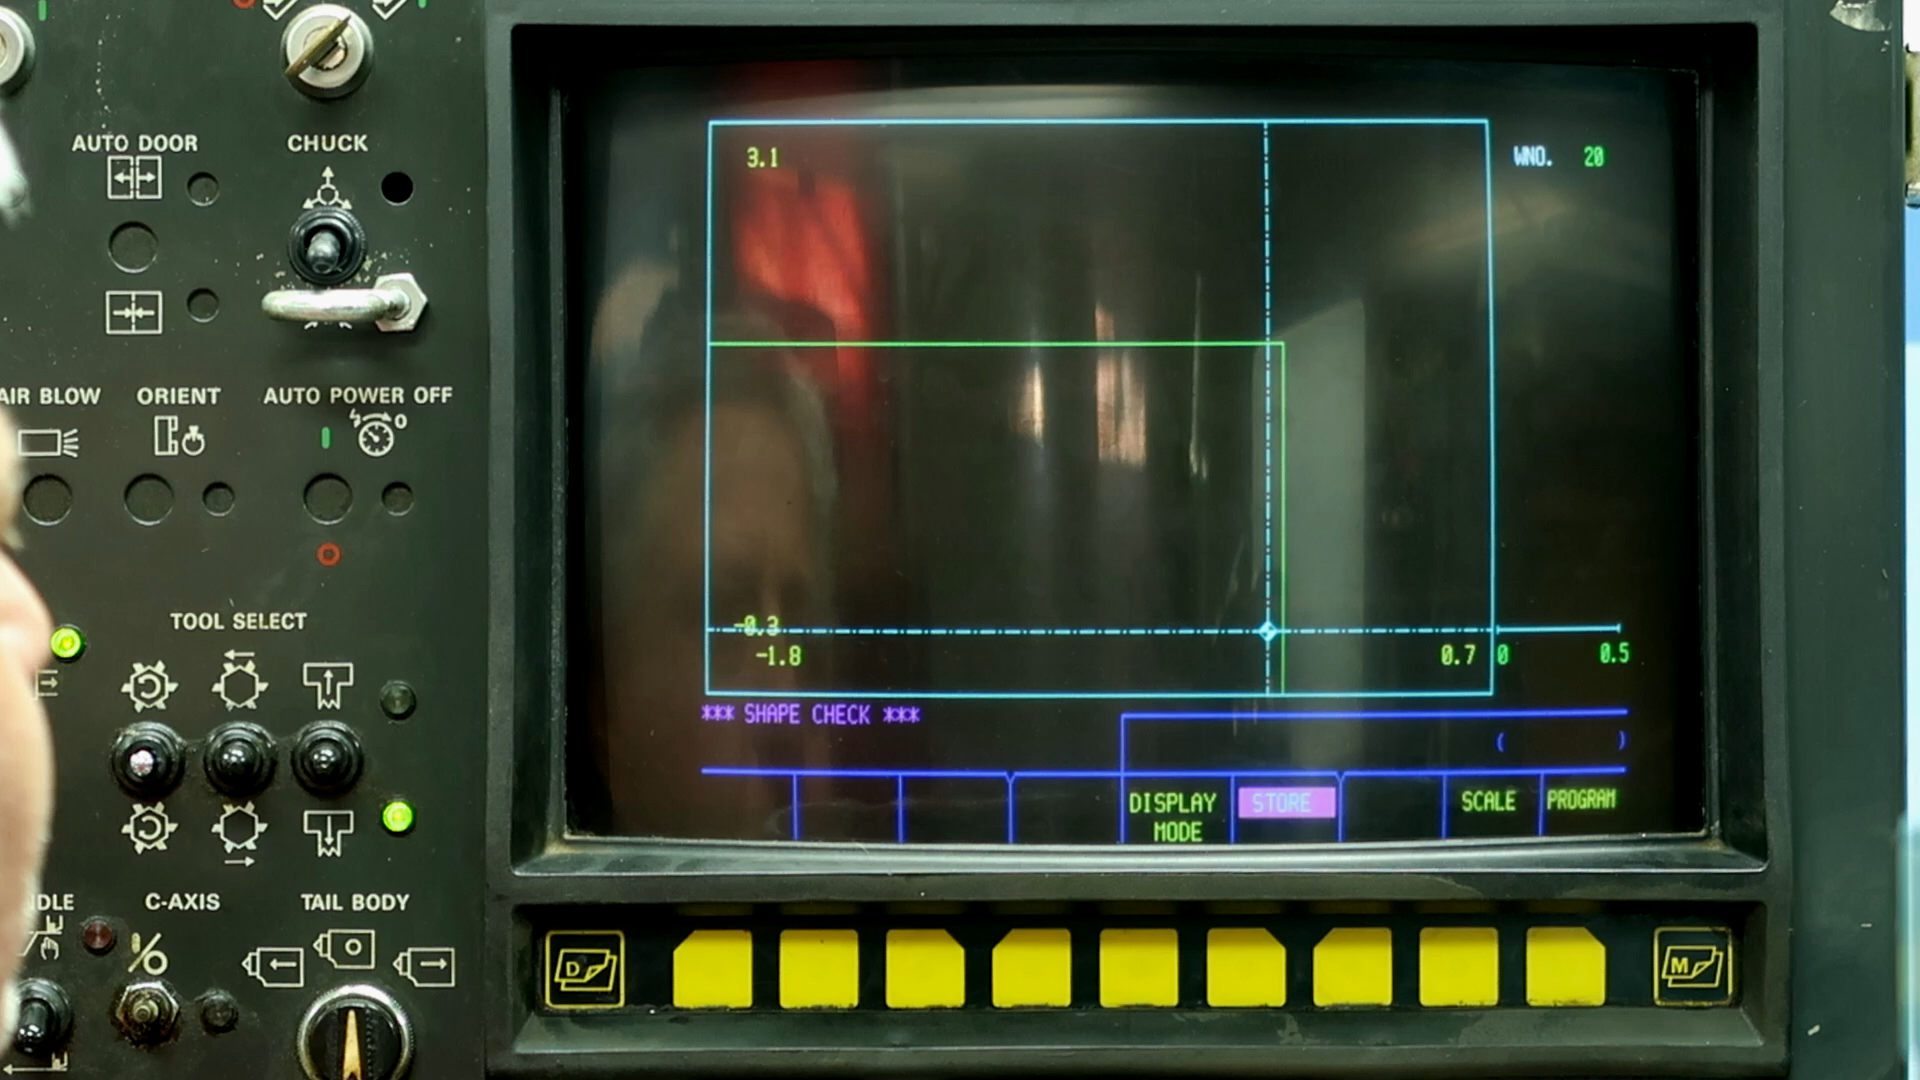 AUTO DOOR
CHUCK
AIR BLOW
ORIENT
AUTO POWER OFF
TOOL SELECT
C-AXIS
TAIL BODY
3.1
WNO. 20
-0.3
-1.8
0.7
0
0.5
*** SHAPE CHECK ***
( )
DISPLAY MODE
STORE
SCALE
PROGRAM
D
M